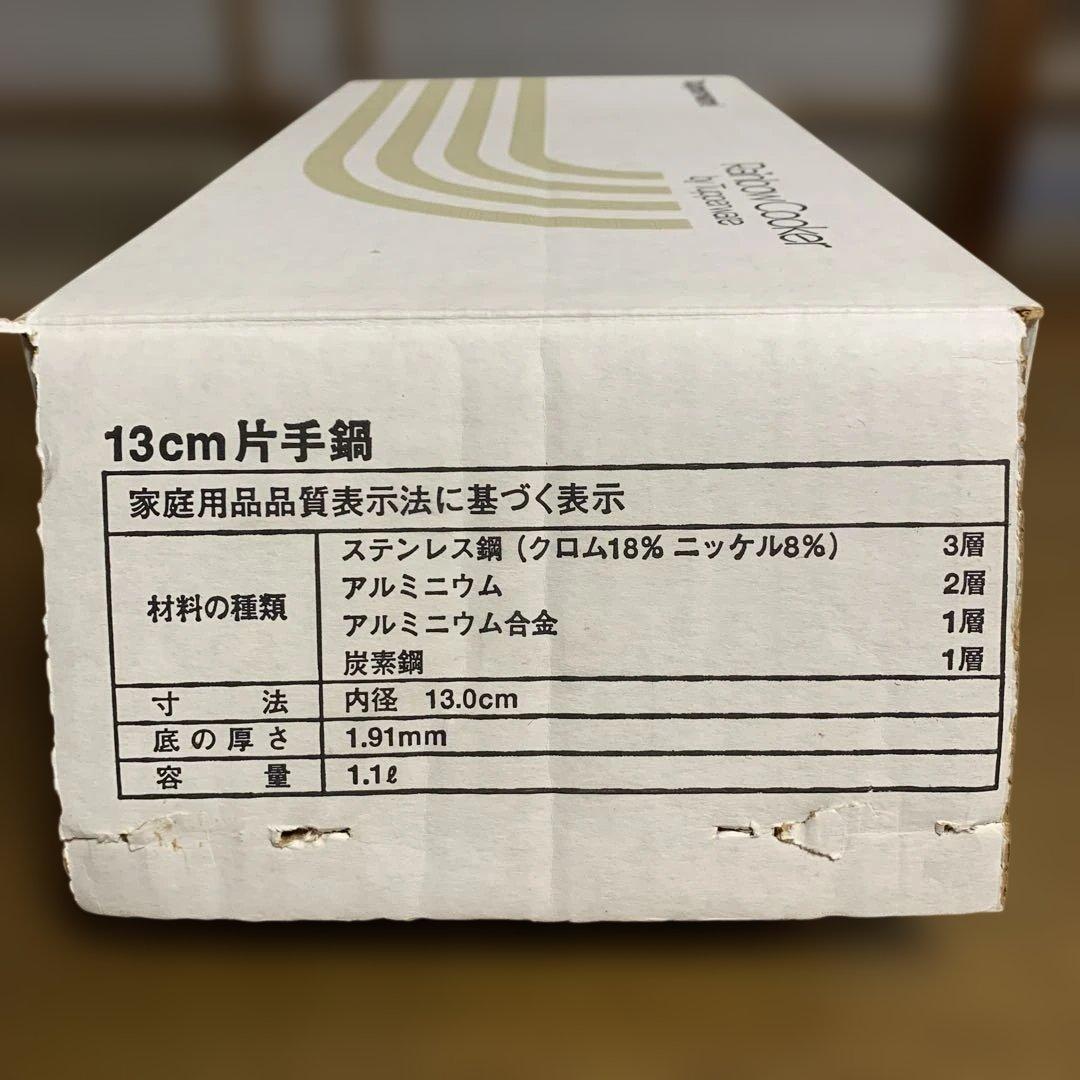 Tupperware
Rainbow Cooker
by Tupperware
13cm片手鍋
家庭用品品質表示法に基づく表示
材料の種類
ステンレス鋼(クロム18% ニッケル8%) 3層
アルミニウム 2層
アルミニウム合金 1層
炭素鋼 1層
寸法 内径 13.0cm
底の厚さ 1.91mm
容量 1.1ℓ